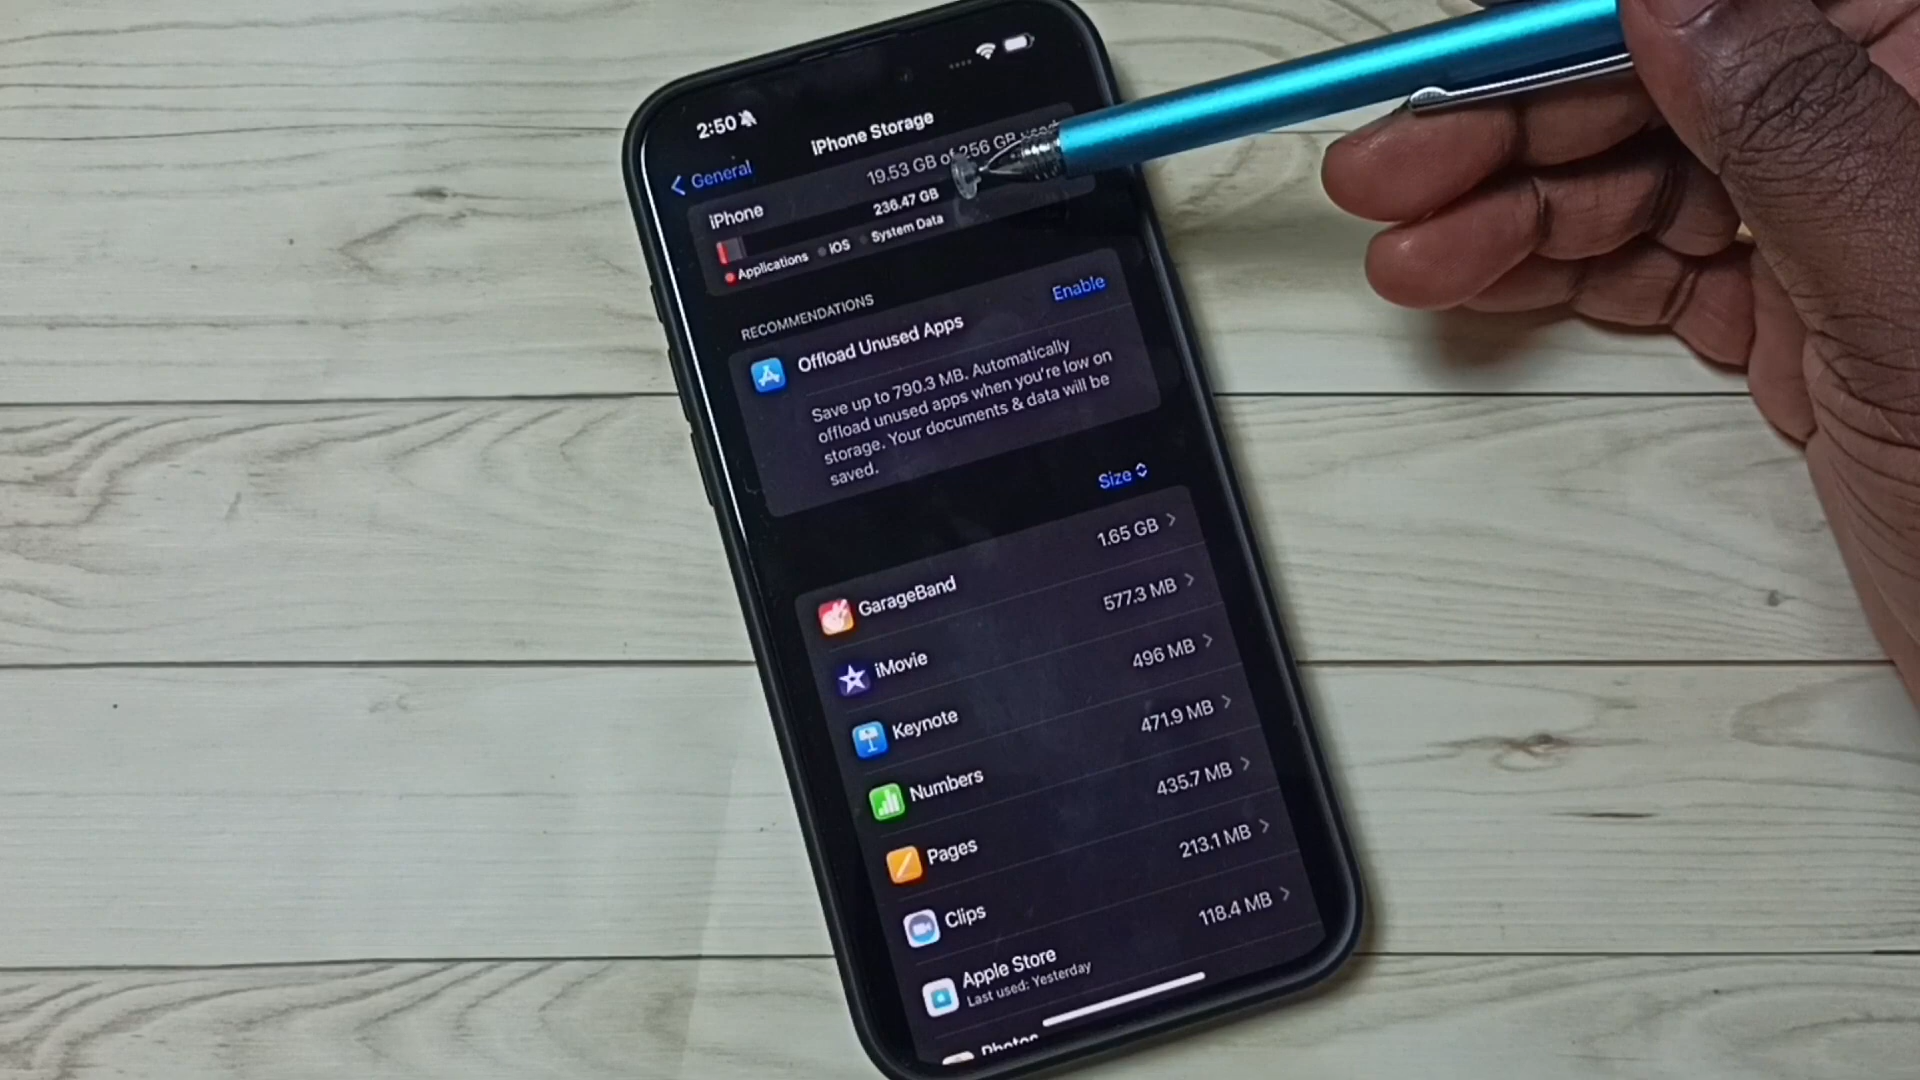 2:50
General
iPhone Storage
iPhone
19.53 GB of 256 GB used
236.47 GB
Applications iOS System Data
RECOMMENDATIONS
Offload Unused Apps
Enable
Save up to 790.3 MB. Automatically
offload unused apps when you're low on
storage. Your documents & data will be
saved.
Size
GarageBand 1.65 GB
iMovie 577.3 MB
Keynote 496 MB
Numbers 471.9 MB
Pages 435.7 MB
Clips 213.1 MB
Apple Store 118.4 MB
Last used: Yesterday
Photos